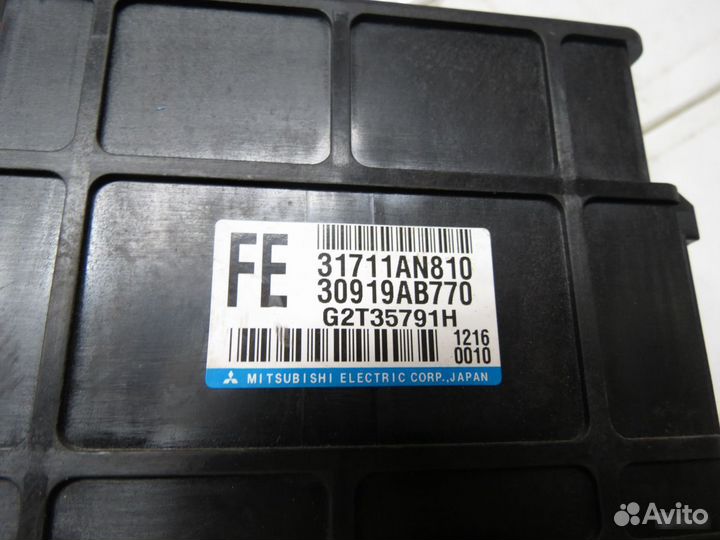 FE
31711AN810
30919AB770
G2T35791H
1216
0010
MITSUBISHI ELECTRIC CORP., JAPAN
Avito